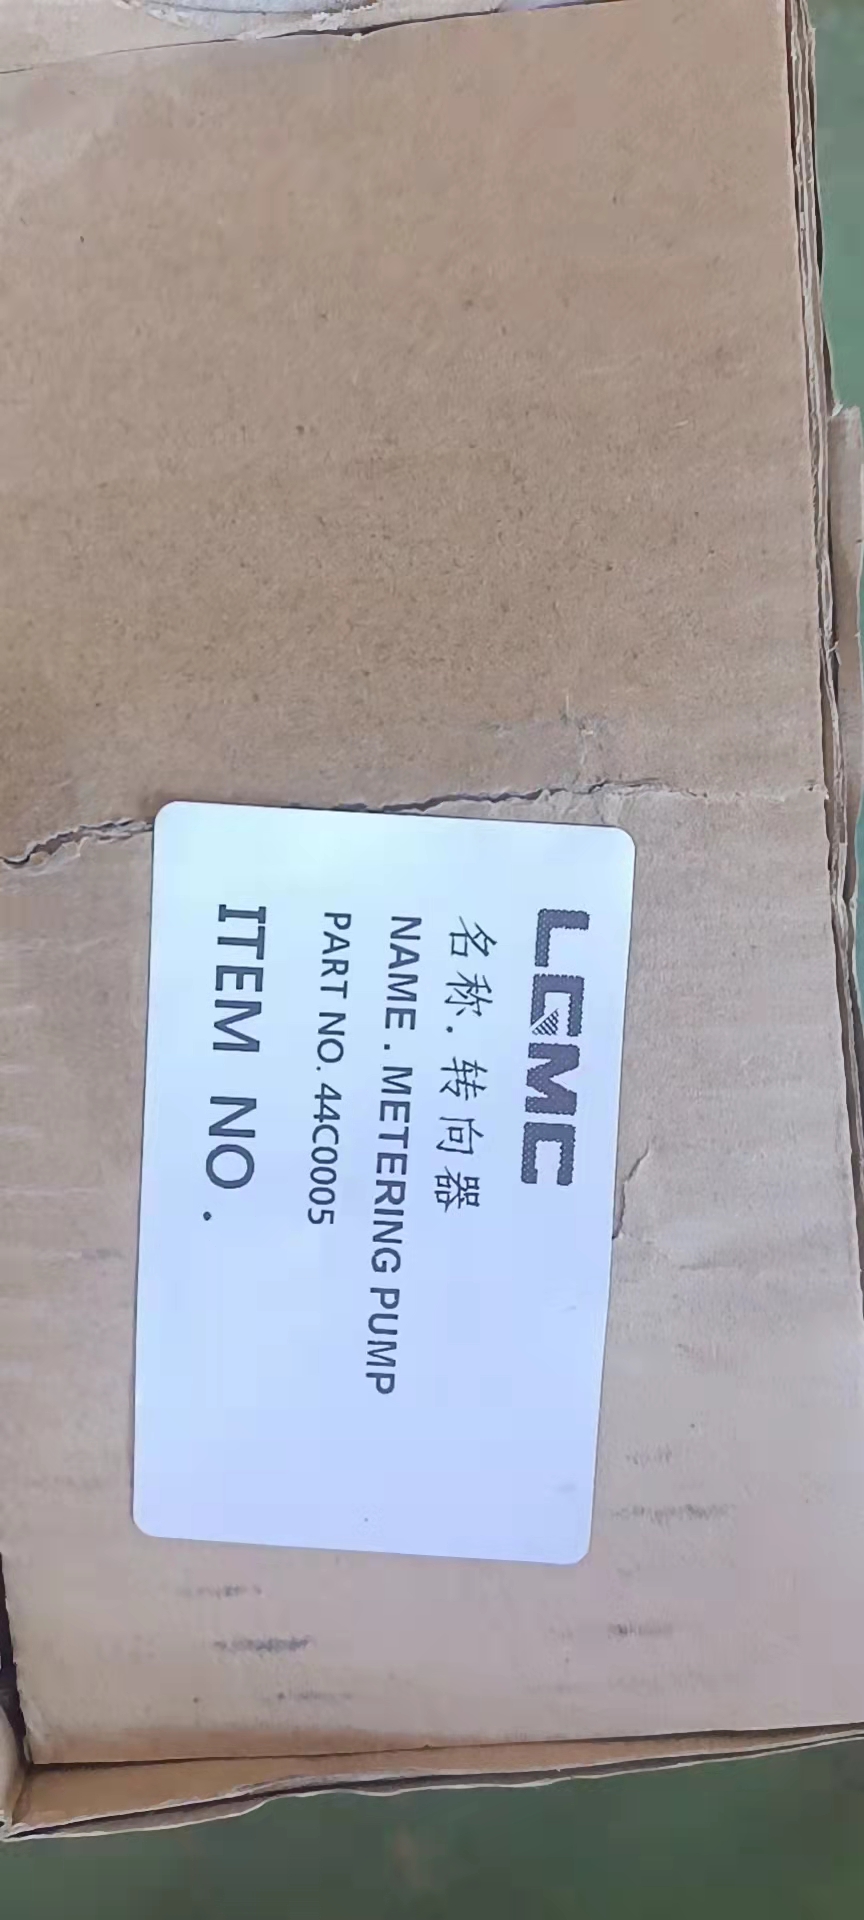 LGMC
名称.转向器
NAME . METERING PUMP
PART NO. 44C0005
ITEM NO .